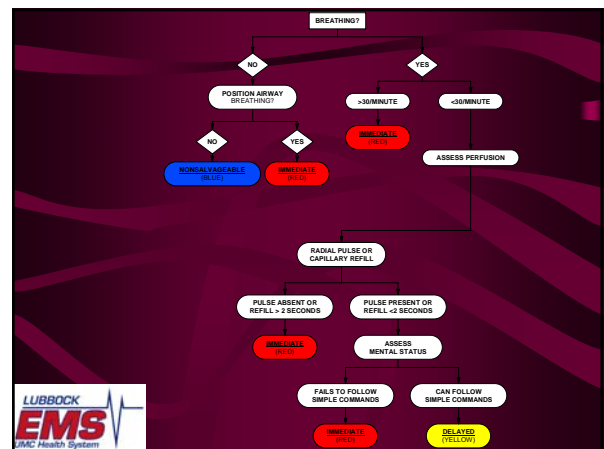 BREATHING?
NO
YES
POSITION AIRWAY
BREATHING?
>30/MINUTE
<30/MINUTE
IMMEDIATE
(RED)
NO
YES
ASSESS PERFUSION
NONSALVAGEABLE
(BLUE)
IMMEDIATE
(RED)
RADIAL PULSE OR
CAPILLARY REFILL
PULSE ABSENT OR
REFILL > 2 SECONDS
PULSE PRESENT OR
REFILL <2 SECONDS
IMMEDIATE
(RED)
ASSESS
MENTAL STATUS
FAILS TO FOLLOW
SIMPLE COMMANDS
CAN FOLLOW
SIMPLE COMMANDS
IMMEDIATE
(RED)
DELAYED
(YELLOW)
LUBBOCK
EMS
UMC Health System